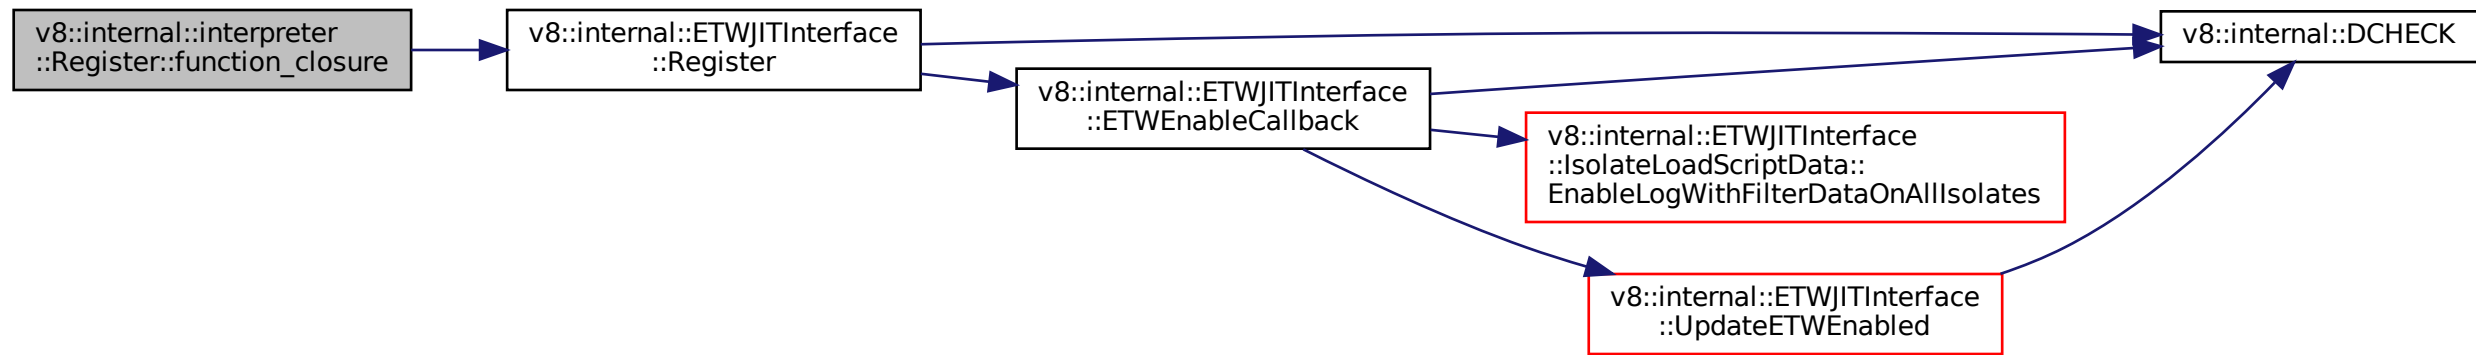 v8::internal::interpreter
::Register::function_closure
v8::internal::ETWJITInterface
::Register
v8::internal::ETWJITInterface
::ETWEnableCallback
v8::internal::DCHECK
v8::internal::ETWJITInterface
::IsolateLoadScriptData::
EnableLogWithFilterDataOnAllIsolates
v8::internal::ETWJITInterface
::UpdateETWEnabled